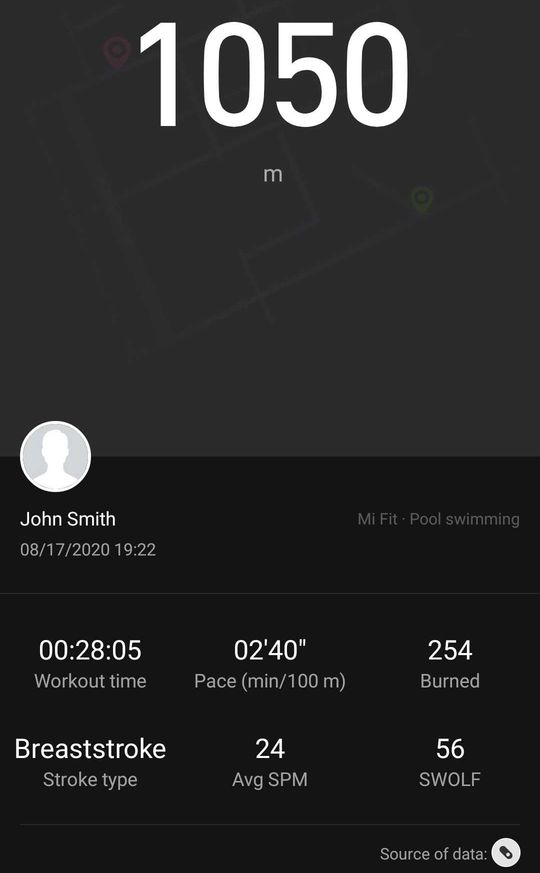 1050
m
John Smith
Mi Fit · Pool swimming
08/17/2020 19:22
00:28:05 02'40" 254
Workout time Pace (min/100 m) Burned
Breaststroke 24 56
Stroke type Avg SPM SWOLF
Source of data: